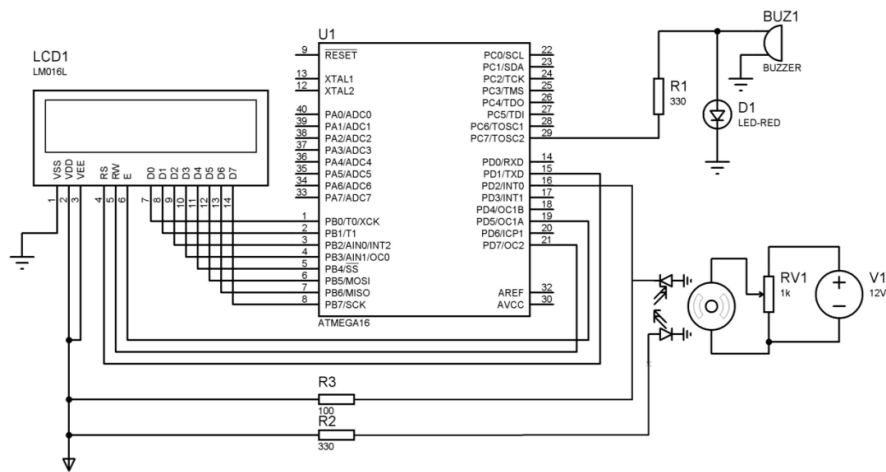 LCD1
LM016L
VSS
VDD
VEE
RS
RW
E
D0
D1
D2
D3
D4
D5
D6
D7
1
2
3
4
5
6
7
8
9
10
11
12
13
14
U1
9 RESET
13 XTAL1
12 XTAL2
40 PA0/ADC0
39 PA1/ADC1
38 PA2/ADC2
37 PA3/ADC3
36 PA4/ADC4
35 PA5/ADC5
34 PA6/ADC6
33 PA7/ADC7
1 PB0/T0/XCK
2 PB1/T1
3 PB2/AIN0/INT2
4 PB3/AIN1/OC0
5 PB4/SS
6 PB5/MOSI
7 PB6/MISO
8 PB7/SCK
PC0/SCL 22
PC1/SDA 23
PC2/TCK 24
PC3/TMS 25
PC4/TDO 26
PC5/TDI 27
PC6/TOSC1 28
PC7/TOSC2 29
PD0/RXD 14
PD1/TXD 15
PD2/INT0 16
PD3/INT1 17
PD4/OC1B 18
PD5/OC1A 19
PD6/ICP1 20
PD7/OC2 21
AREF 32
AVCC 30
ATMEGA16
BUZ1
BUZZER
R1
330
D1
LED-RED
RV1
1k
V1
12V
R3
100
R2
330